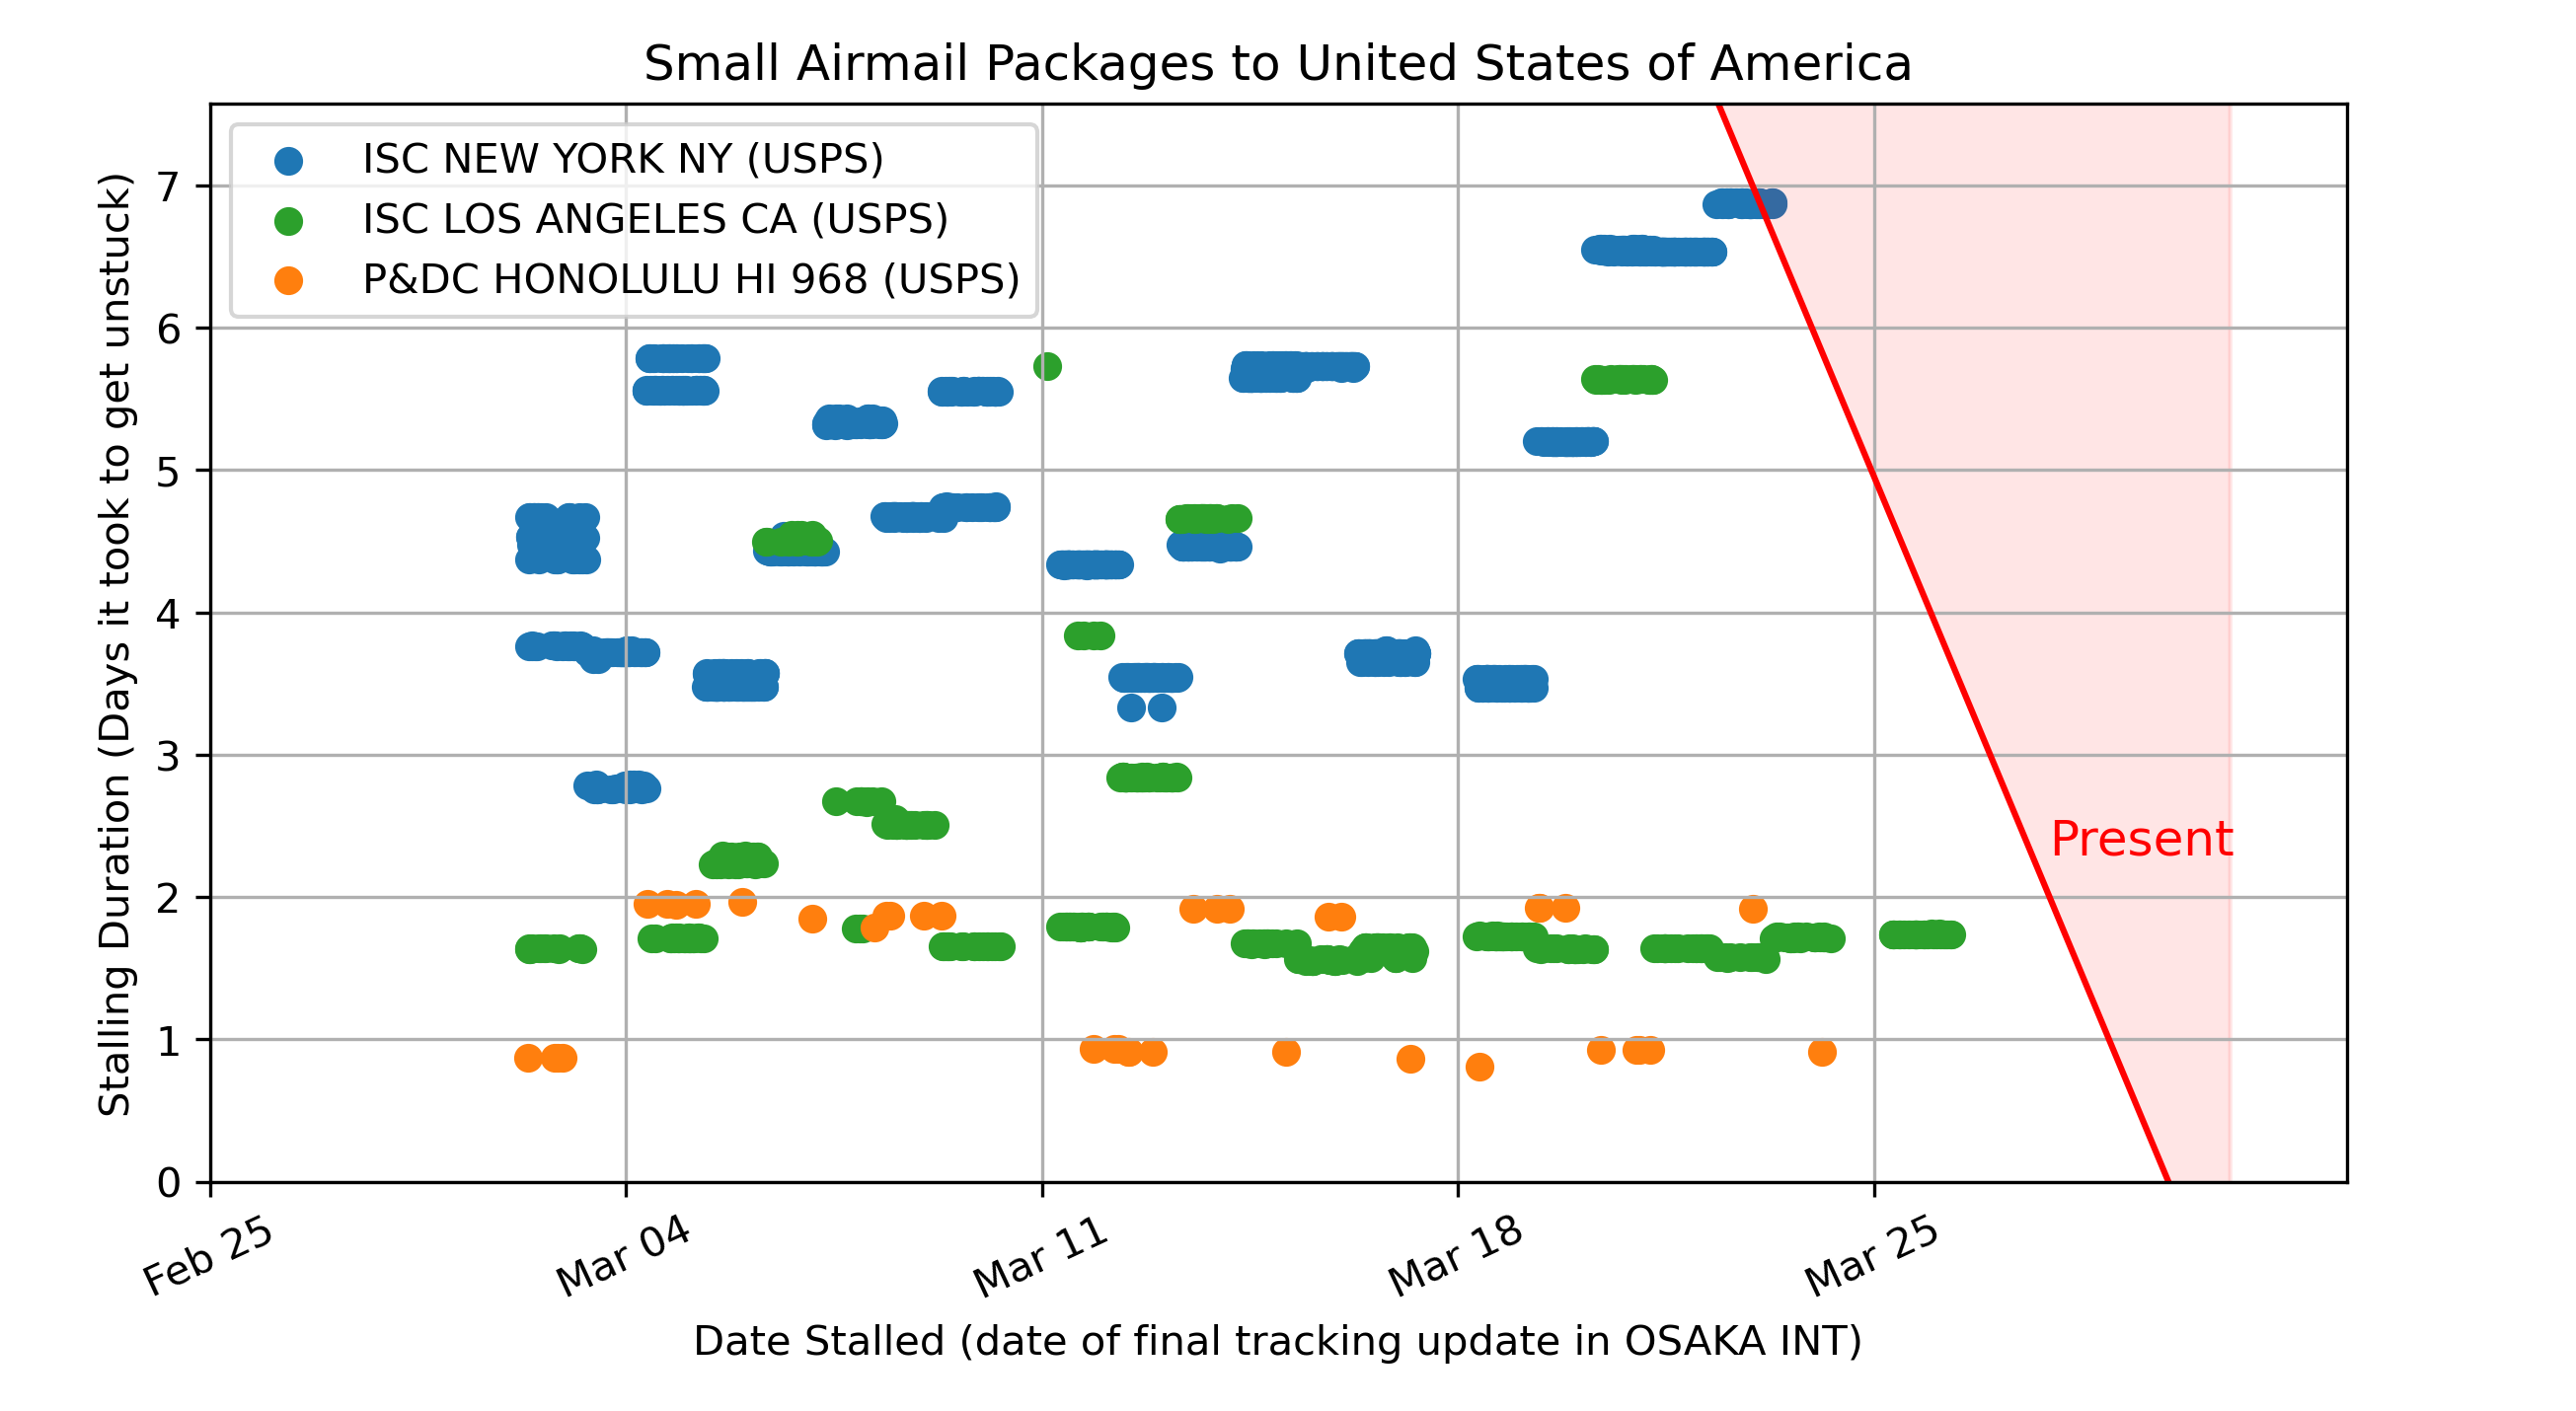 Small Airmail Packages to United States of America
ISC NEW YORK NY (USPS)
ISC LOS ANGELES CA (USPS)
P&DC HONOLULU HI 968 (USPS)
Stalling Duration (Days it took to get unstuck)
7
6
5
4
3
2
1
0
Present
Feb 25
Mar 04
Mar 11
Mar 18
Mar 25
Date Stalled (date of final tracking update in OSAKA INT)